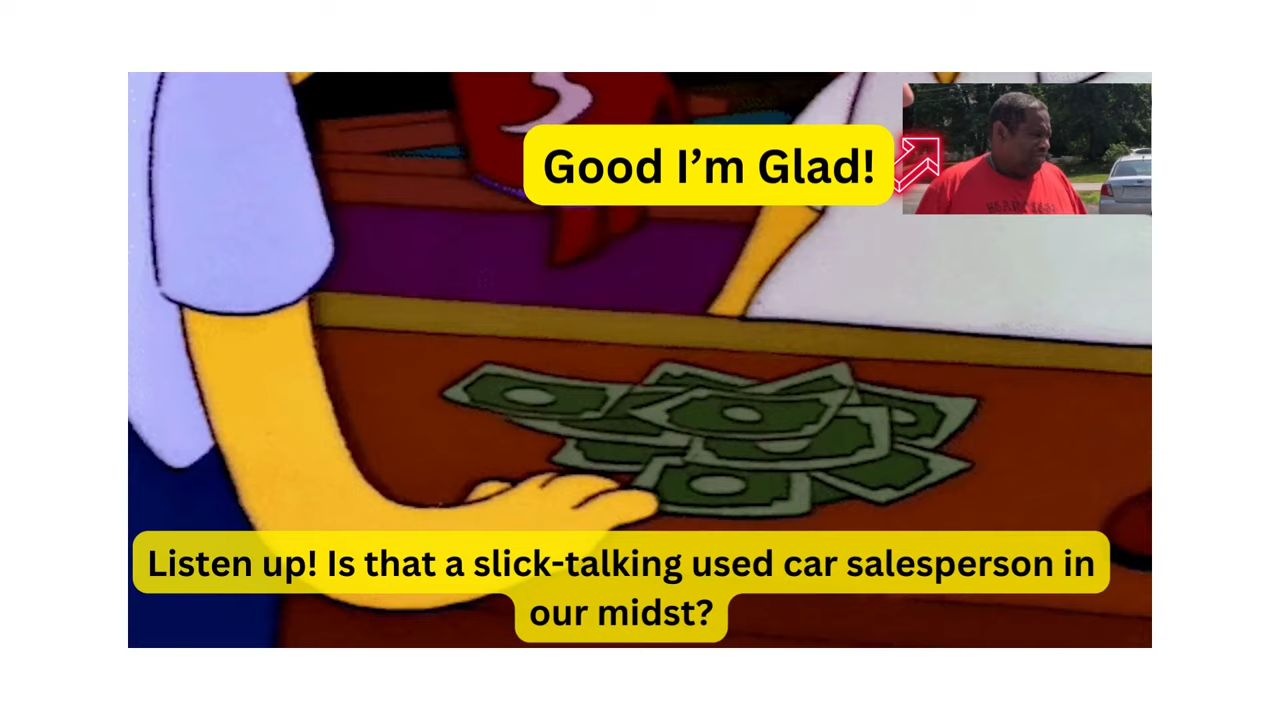 Good I’m Glad!
Listen up! Is that a slick-talking used car salesperson in
our midst?